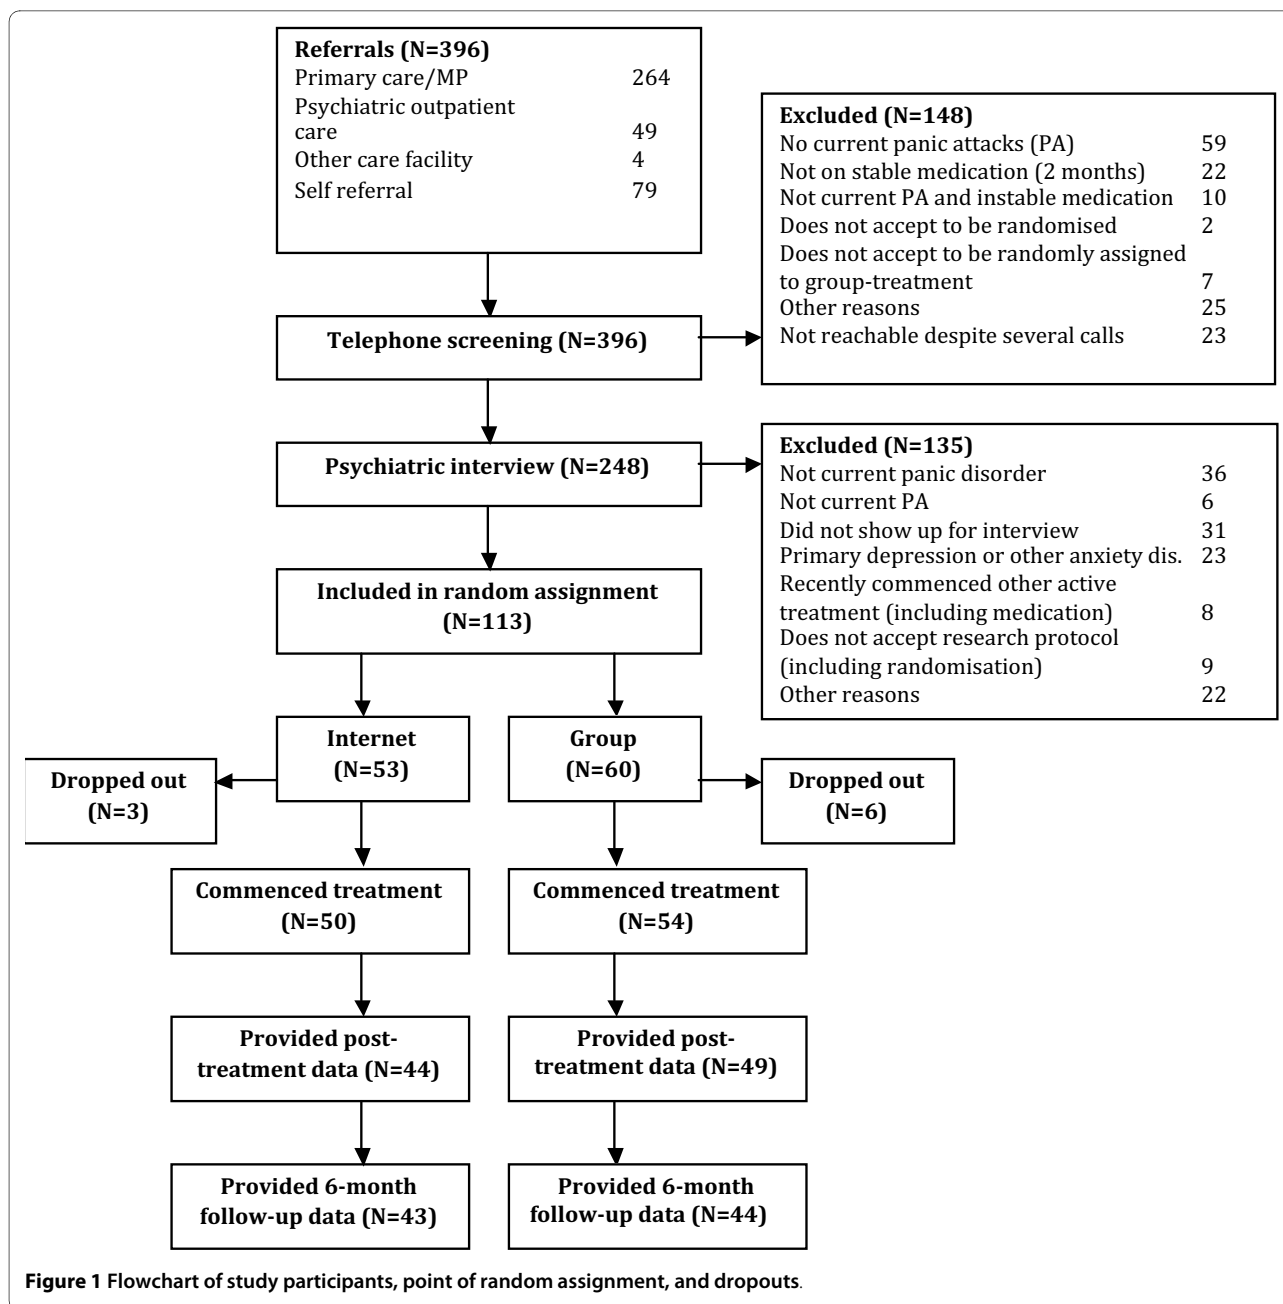 Referrals (N=396)
Primary care/MP 264
Psychiatric outpatient
care 49
Other care facility 4
Self referral 79
Excluded (N=148)
No current panic attacks (PA) 59
Not on stable medication (2 months) 22
Not current PA and instable medication 10
Does not accept to be randomised 2
Does not accept to be randomly assigned
to group-treatment 7
Other reasons 25
Not reachable despite several calls 23
Telephone screening (N=396)
Psychiatric interview (N=248)
Excluded (N=135)
Not current panic disorder 36
Not current PA 6
Did not show up for interview 31
Primary depression or other anxiety dis. 23
Recently commenced other active
treatment (including medication) 8
Does not accept research protocol
(including randomisation) 9
Other reasons 22
Included in random assignment
(N=113)
Internet
(N=53)
Group
(N=60)
Dropped out
(N=3)
Dropped out
(N=6)
Commenced treatment
(N=50)
Commenced treatment
(N=54)
Provided post-
treatment data (N=44)
Provided post-
treatment data (N=49)
Provided 6-month
follow-up data (N=43)
Provided 6-month
follow-up data (N=44)
Figure 1 Flowchart of study participants, point of random assignment, and dropouts.